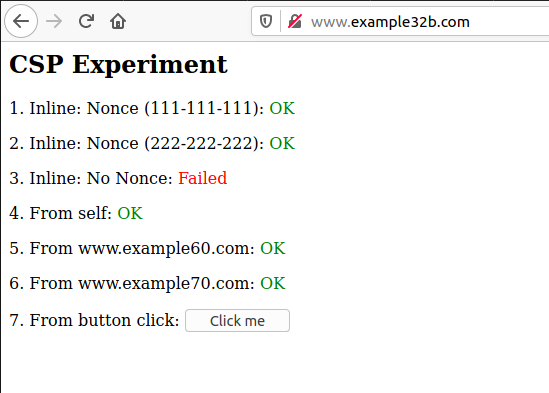 www.example32b.com
CSP Experiment
1. Inline: Nonce (111-111-111): OK
2. Inline: Nonce (222-222-222): OK
3. Inline: No Nonce: Failed
4. From self: OK
5. From www.example60.com: OK
6. From www.example70.com: OK
7. From button click: Click me